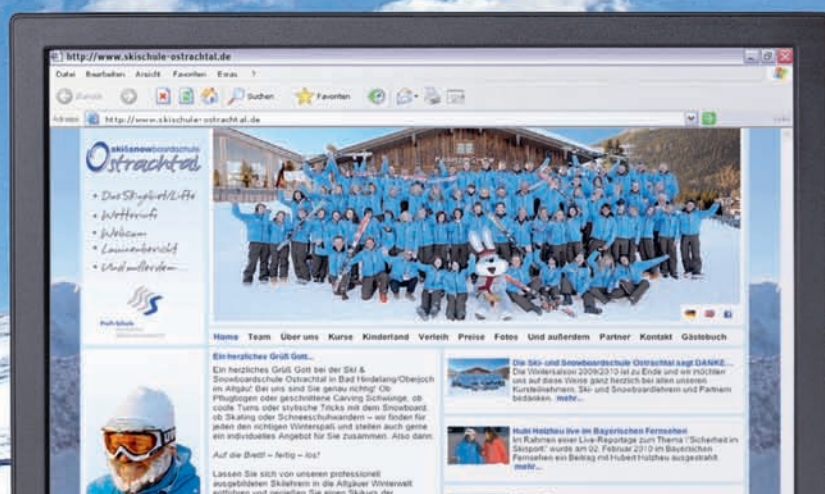 http://www.skischule-ostrachtal.de
Datei Bearbeiten Ansicht Favoriten Extras ?
Zurück Suchen Favoriten
Adresse http://www.skischule-ostrachtal.de
ski&snowboardschule
Ostrachtal
• Das Skigebiet/Lifte
• Wetterinfo
• Webcam
• Lawinenbericht
• Und außerdem
Profi-Schule
Home Team Über uns Kurse Kinderland Verleih Preise Fotos Und außerdem Partner Kontakt Gästebuch
Ein herzliches Grüß Gott...
Ein herzliches Grüß Gott bei der Ski &
Snowboardschule Ostrachtal in Bad Hindelang/Oberjoch
im Allgäu! Bei uns sind Sie genau richtig! Ob
Pflugbogen oder geschnittene Carving Schwünge, ob
coole Turns oder stylische Tricks mit dem Snowboard,
ob Skating oder Schneeschuhwandern – wir finden für
jeden den richtigen Winterspaß und stellen auch gerne
ein individuelles Angebot für Sie zusammen. Also dann:
Auf die Brettl – fertig – los!
Lassen Sie sich von unseren professionell
ausgebildeten Skilehrern in die Allgäuer Winterwelt
entführen und genießen Sie einen Skikurs der
Die Ski- und Snowboardschule Ostrachtal sagt DANKE...
Die Wintersaison 2009/2010 ist zu Ende und wir möchten
uns auf diese Weise ganz herzlich bei allen unseren
Kursteilnehmern, Ski- und Snowboardlehrern und Partnern
bedanken. mehr...
Hubi Holzheu live im Bayerischen Fernsehen
Im Rahmen einer Live-Reportage zum Thema \"Sicherheit im
Skisport\" wurde am 02. Februar 2010 im Bayerischen
Fernsehen ein Beitrag mit Hubert Holzheu ausgestrahlt.
mehr...